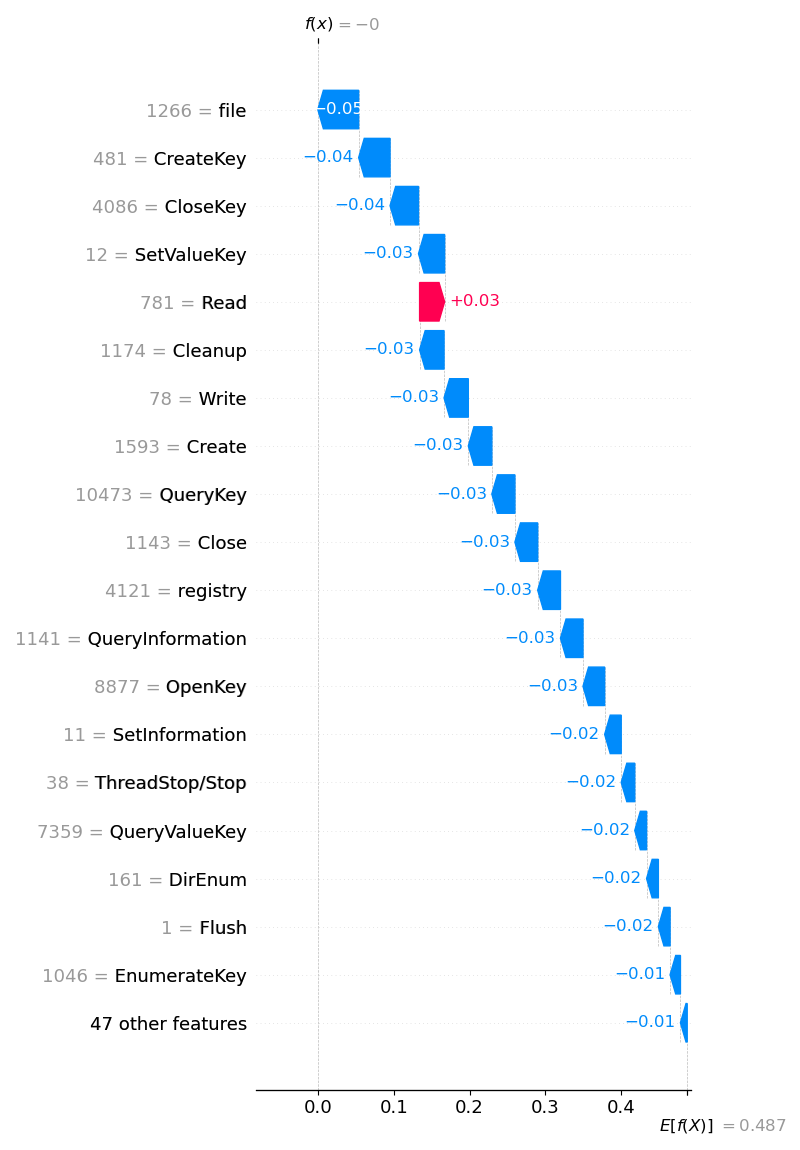 f(x) = −0
1266 = file −0.05
481 = CreateKey −0.04
4086 = CloseKey −0.04
12 = SetValueKey −0.03
781 = Read +0.03
1174 = Cleanup −0.03
78 = Write −0.03
1593 = Create −0.03
10473 = QueryKey −0.03
1143 = Close −0.03
4121 = registry −0.03
1141 = QueryInformation −0.03
8877 = OpenKey −0.03
11 = SetInformation −0.02
38 = ThreadStop/Stop −0.02
7359 = QueryValueKey −0.02
161 = DirEnum −0.02
1 = Flush −0.02
1046 = EnumerateKey −0.01
47 other features −0.01
0.0 0.1 0.2 0.3 0.4
E[f(X)] = 0.487